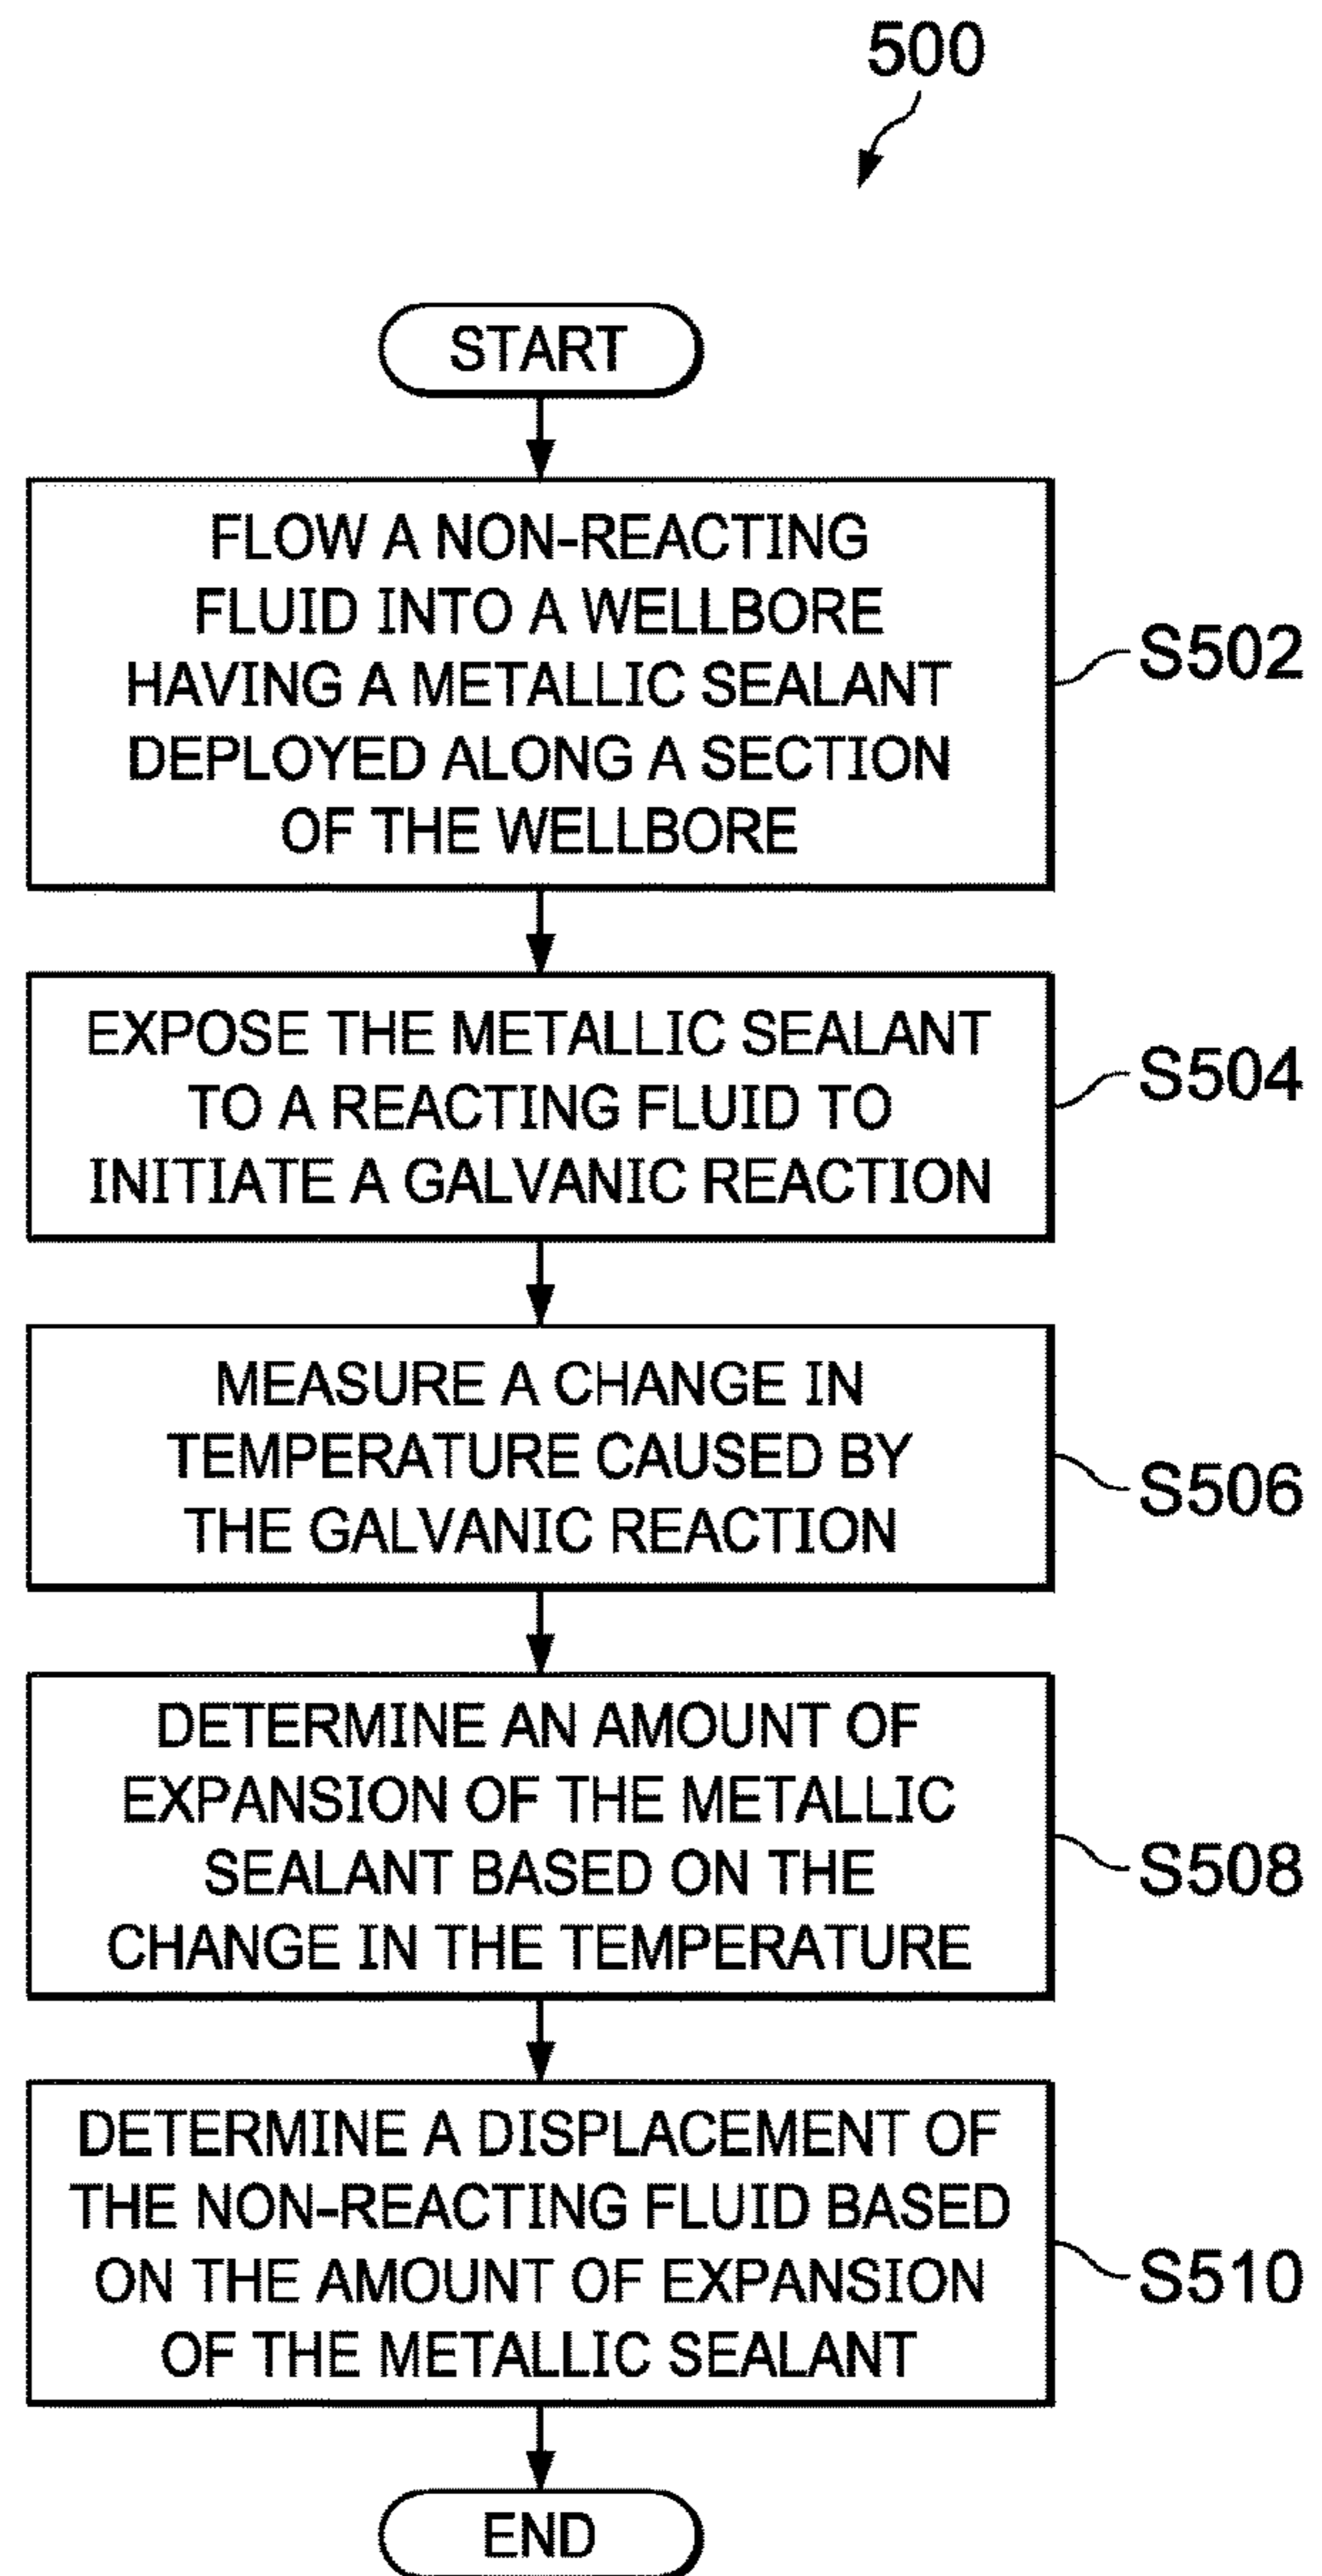 500
START
FLOW A NON-REACTING
FLUID INTO A WELLBORE
HAVING A METALLIC SEALANT
DEPLOYED ALONG A SECTION
OF THE WELLBORE
S502
EXPOSE THE METALLIC SEALANT
TO A REACTING FLUID TO
INITIATE A GALVANIC REACTION
S504
MEASURE A CHANGE IN
TEMPERATURE CAUSED BY
THE GALVANIC REACTION
S506
DETERMINE AN AMOUNT OF
EXPANSION OF THE METALLIC
SEALANT BASED ON THE
CHANGE IN THE TEMPERATURE
S508
DETERMINE A DISPLACEMENT OF
THE NON-REACTING FLUID BASED
ON THE AMOUNT OF EXPANSION
OF THE METALLIC SEALANT
S510
END